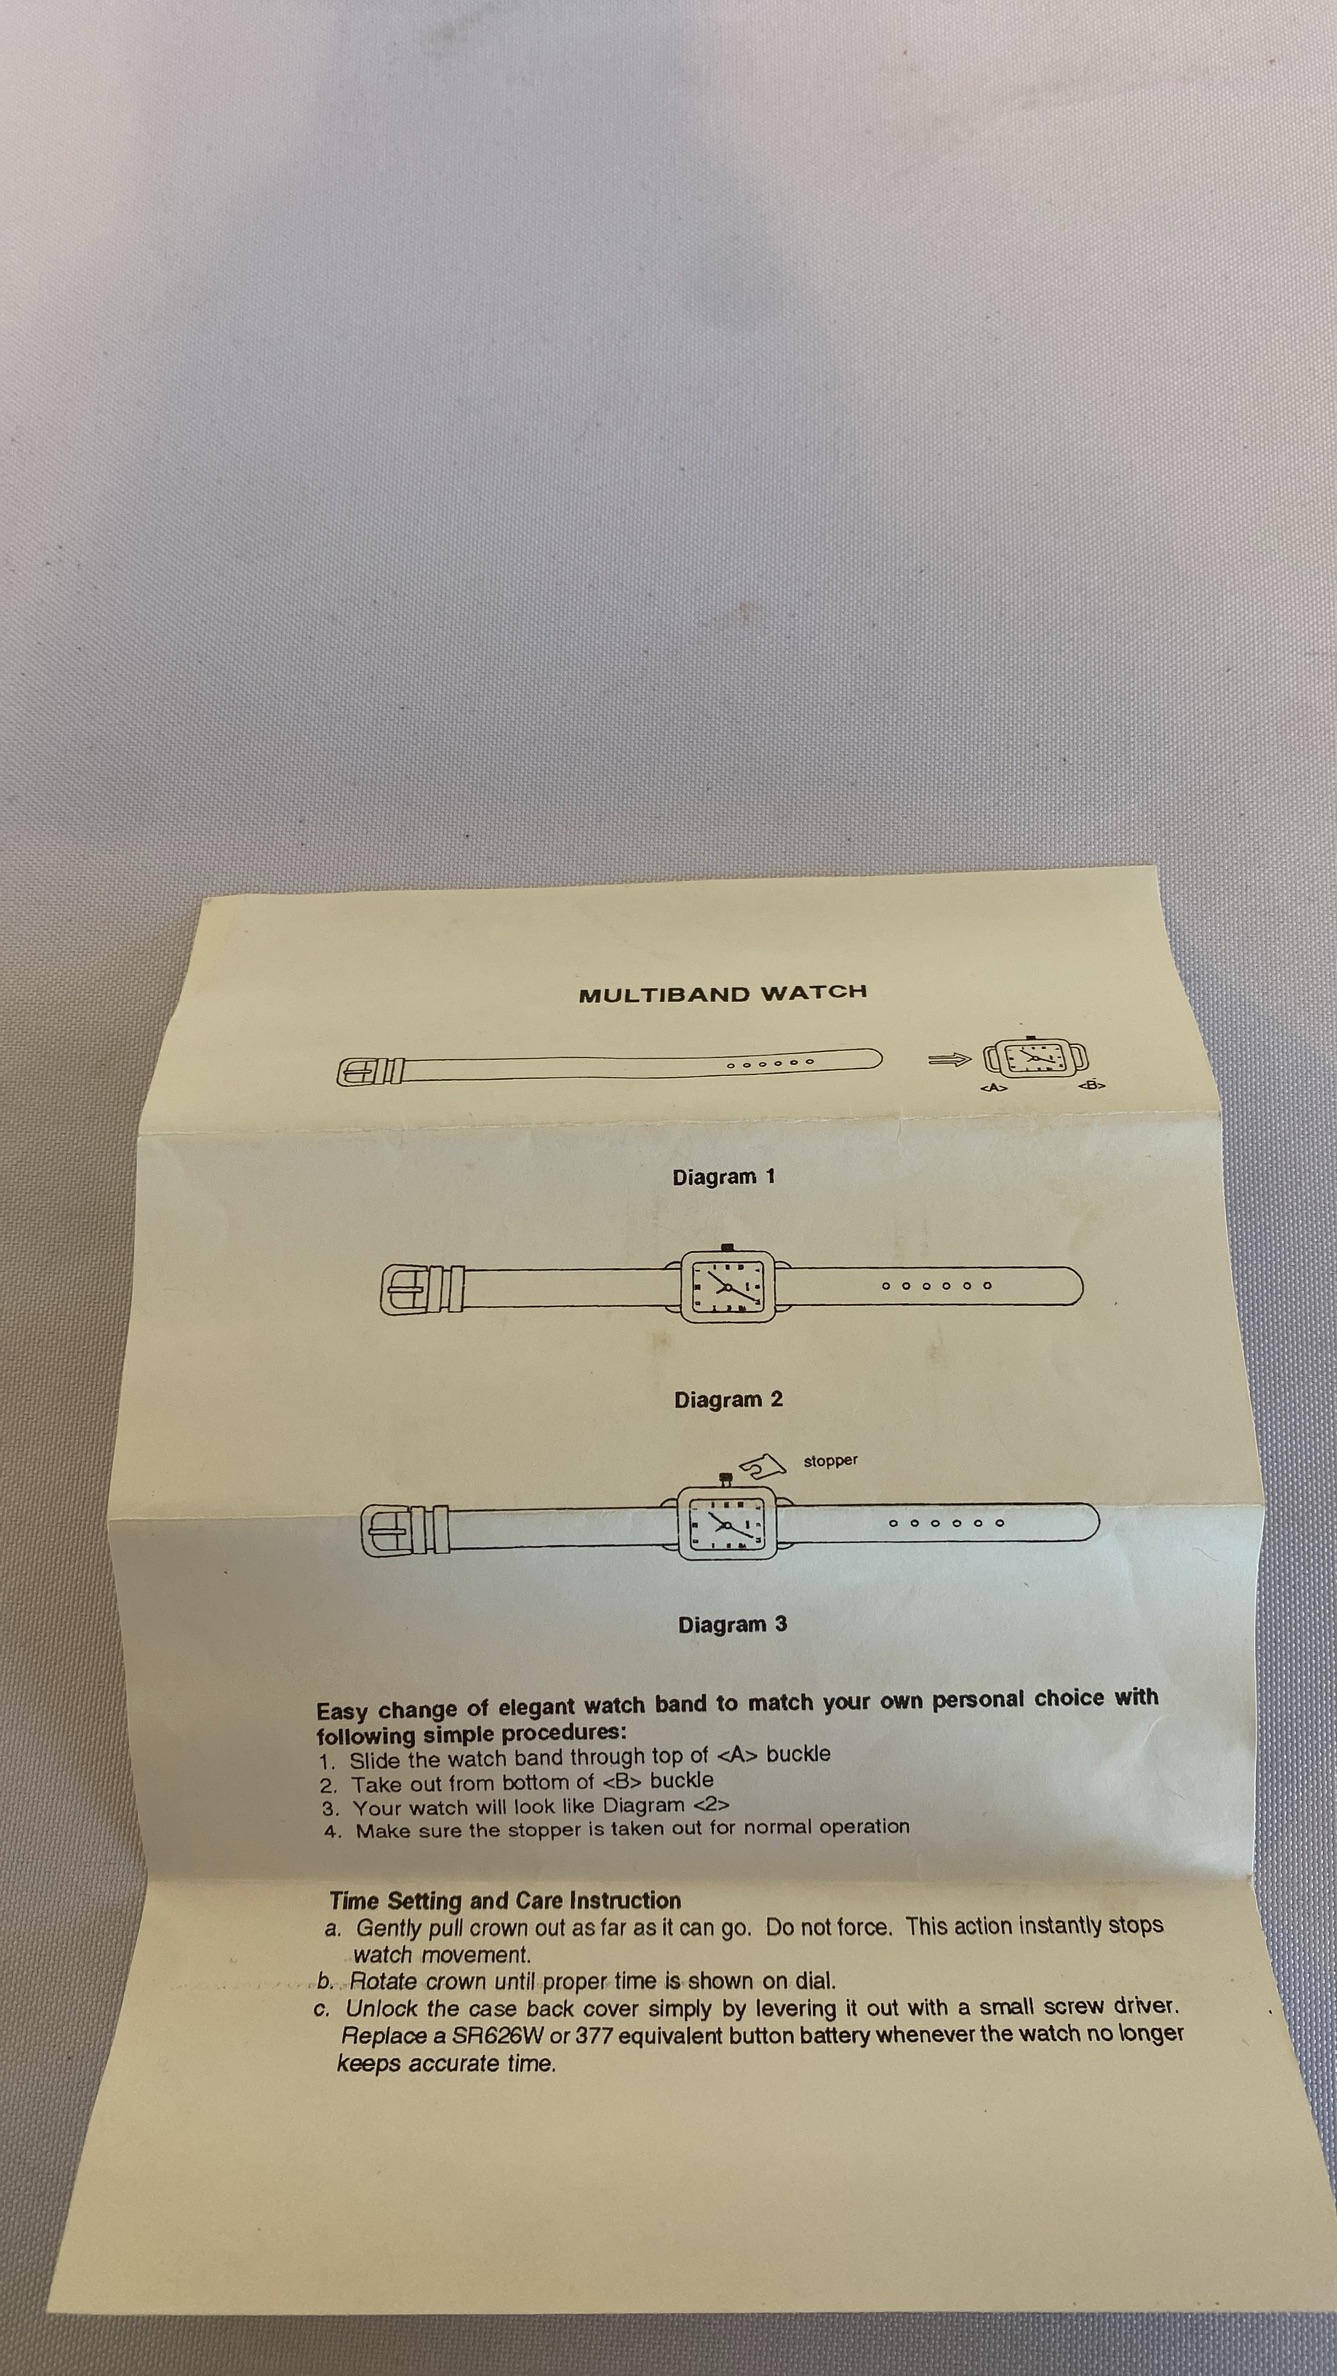 MULTIBAND WATCH
<A> <B>
Diagram 1
Diagram 2
stopper
Diagram 3
Easy change of elegant watch band to match your own personal choice with
following simple procedures:
1. Slide the watch band through top of <A> buckle
2. Take out from bottom of <B> buckle
3. Your watch will look like Diagram <2>
4. Make sure the stopper is taken out for normal operation
Time Setting and Care Instruction
a. Gently pull crown out as far as it can go. Do not force. This action instantly stops
watch movement.
b. Rotate crown until proper time is shown on dial.
c. Unlock the case back cover simply by levering it out with a small screw driver.
Replace a SR626W or 377 equivalent button battery whenever the watch no longer
keeps accurate time.